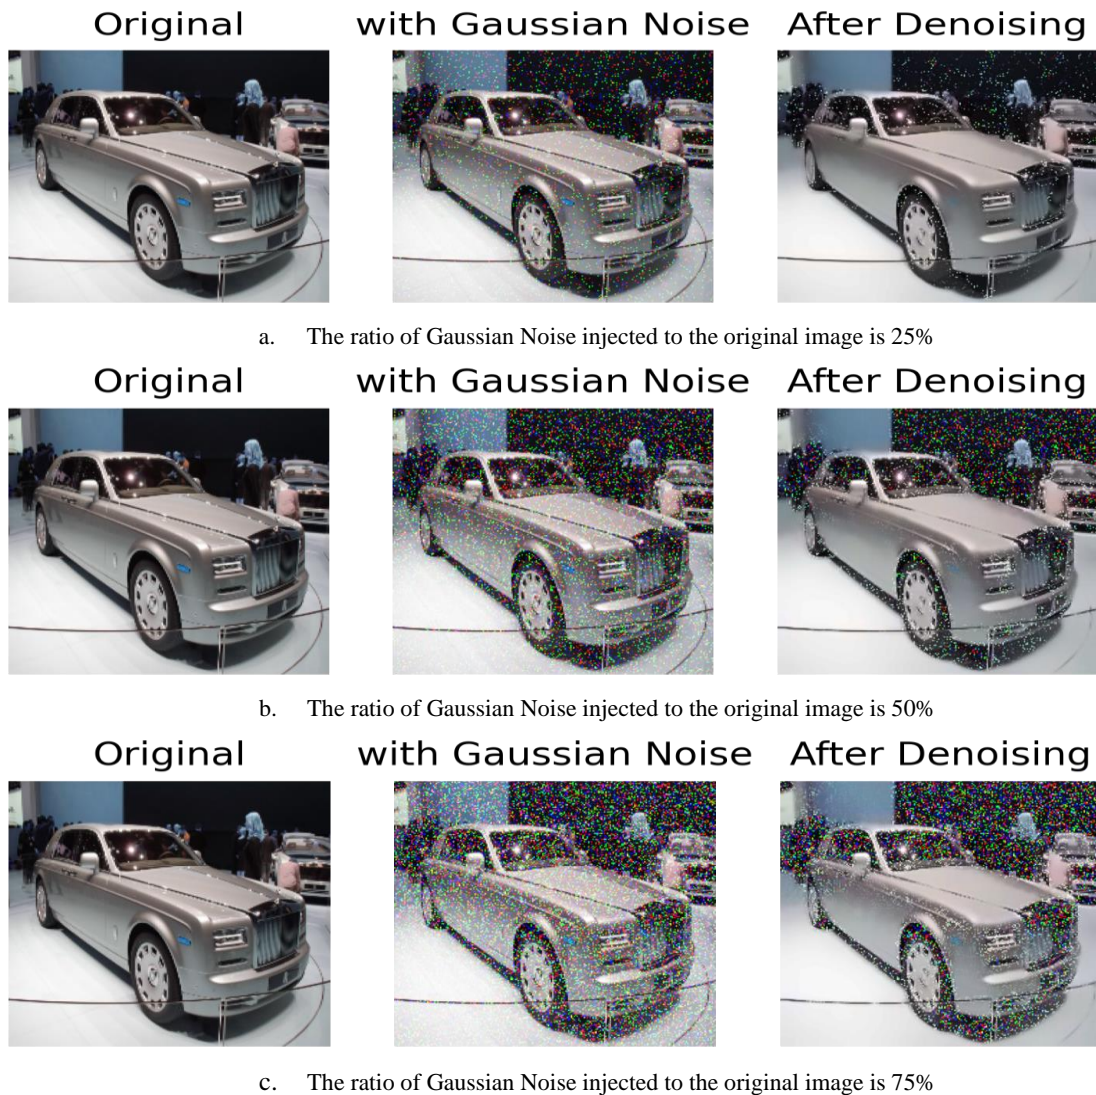 Original with Gaussian Noise After Denoising
a. The ratio of Gaussian Noise injected to the original image is 25%
Original with Gaussian Noise After Denoising
b. The ratio of Gaussian Noise injected to the original image is 50%
Original with Gaussian Noise After Denoising
c. The ratio of Gaussian Noise injected to the original image is 75%